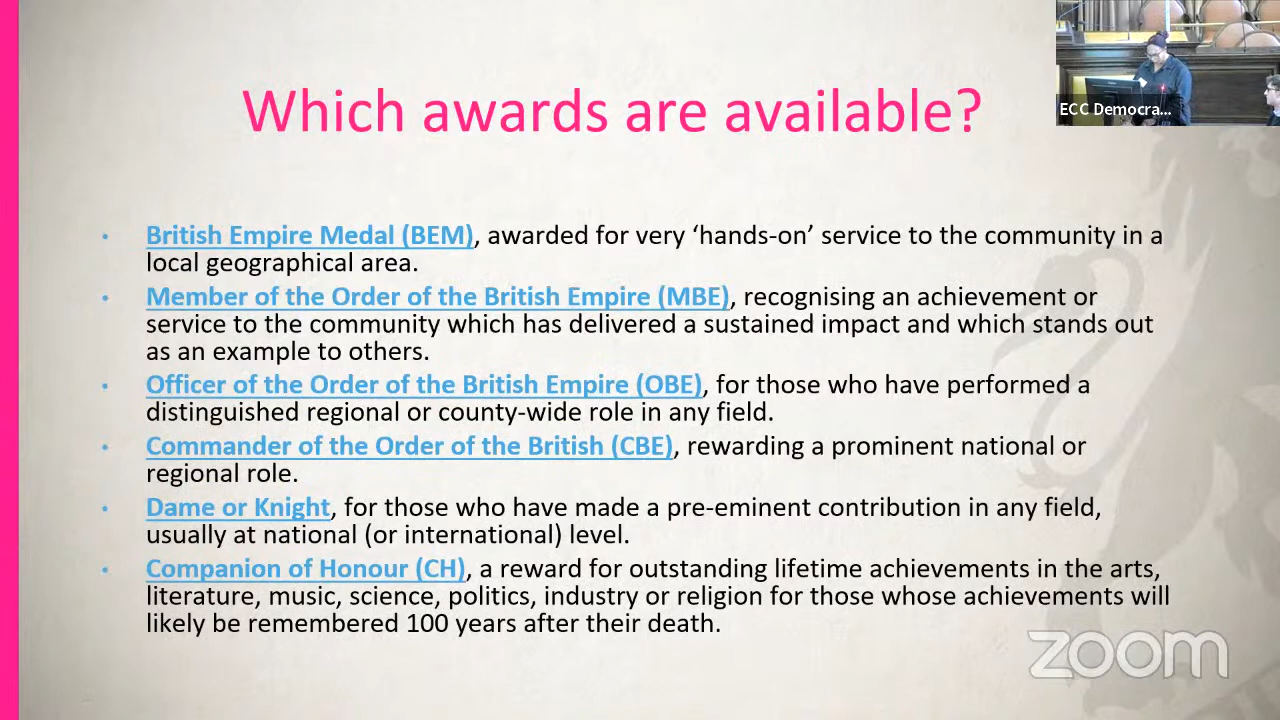 Which awards are available?
ECC Democra...
• British Empire Medal (BEM), awarded for very ‘hands-on’ service to the community in a
local geographical area.
• Member of the Order of the British Empire (MBE), recognising an achievement or
service to the community which has delivered a sustained impact and which stands out
as an example to others.
• Officer of the Order of the British Empire (OBE), for those who have performed a
distinguished regional or county-wide role in any field.
• Commander of the Order of the British (CBE), rewarding a prominent national or
regional role.
• Dame or Knight, for those who have made a pre-eminent contribution in any field,
usually at national (or international) level.
• Companion of Honour (CH), a reward for outstanding lifetime achievements in the arts,
literature, music, science, politics, industry or religion for those whose achievements will
likely be remembered 100 years after their death.
zoom